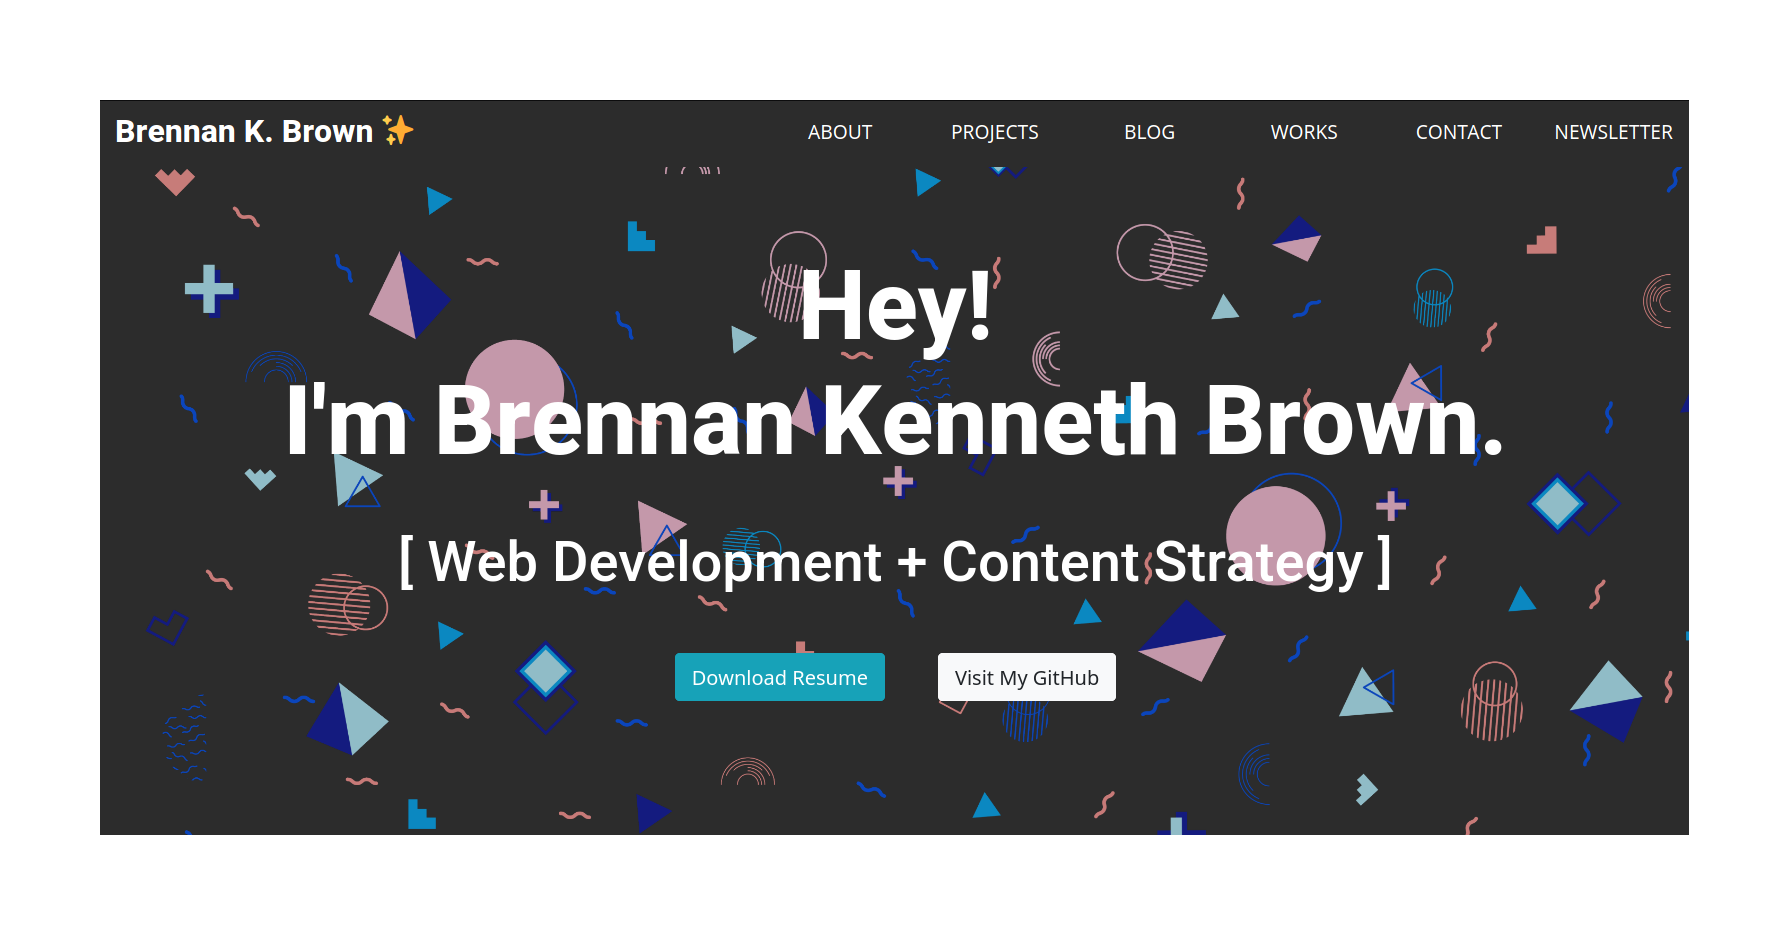 Brennan K. Brown ✨
ABOUT PROJECTS BLOG WORKS CONTACT NEWSLETTER
Hey!
I'm Brennan Kenneth Brown.
[ Web Development + Content Strategy ]
Download Resume Visit My GitHub